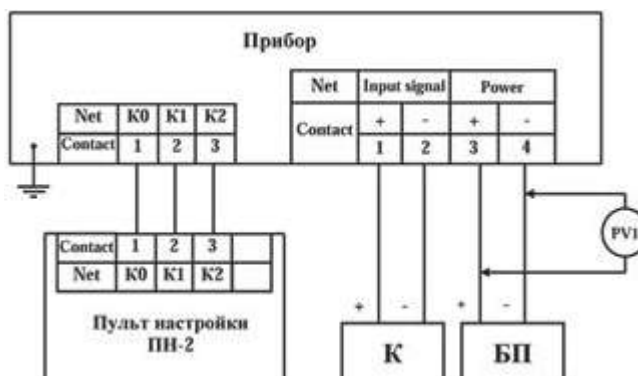 Прибор
Net Input signal Power
Contact + - + -
1 2 3 4
Net K0 K1 K2
Contact 1 2 3
Contact 1 2 3
Net K0 K1 K2
Пульт настройки
ПН-2
PV1
+ - + -
К БП